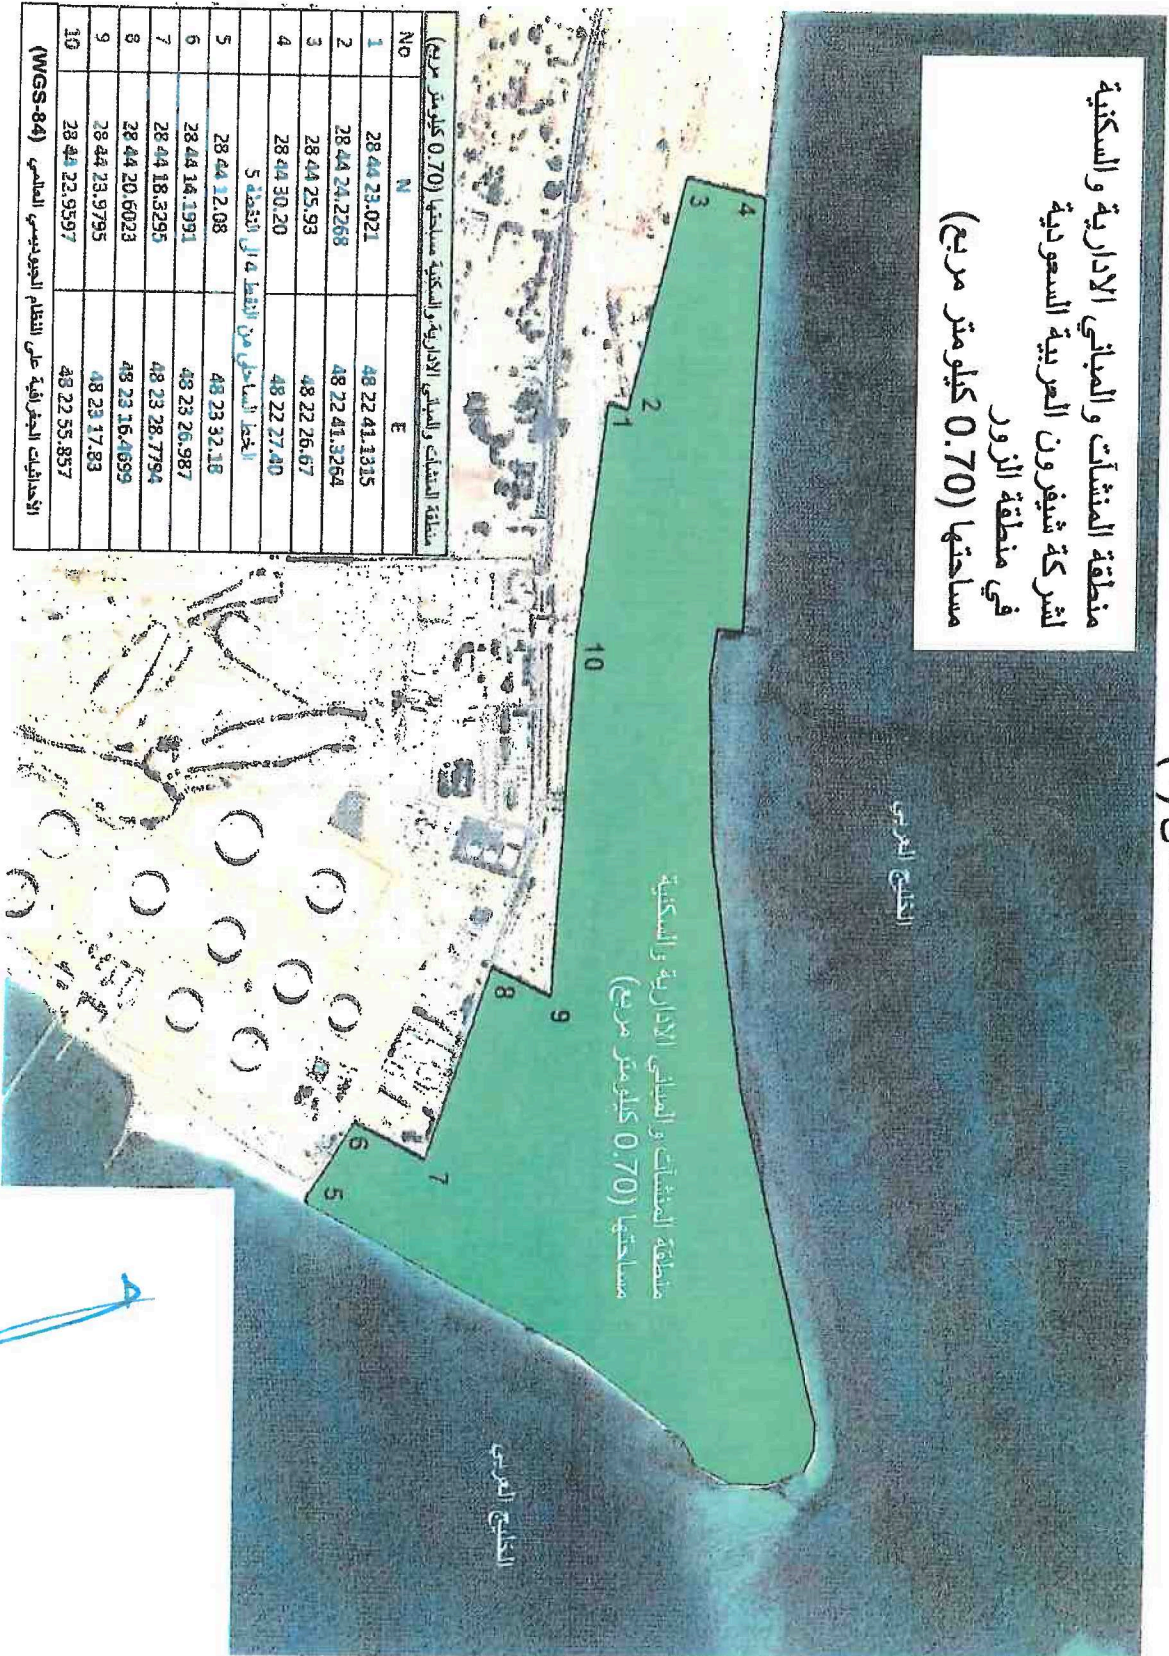 منطقة المنشآت والمباني الادارية والسكنية
لشركة شيفرون العربية السعودية
في منطقة الزور
مساحتها (0.70 كيلومتر مربع)
الخليج العربي
منطقة المنشآت والمباني الادارية والسكنية
مساحتها (0.70 كيلومتر مربع)
الخليج العربي
4
3
2
1
10
9
8
7
6
5
منطقة المنشآت والمباني الادارية والسكنية مساحتها (0.70 كيلومتر مربع)
No N E
1 28 44 23.021 48 22 41.1315
2 28 44 24.2268 48 22 41.3264
3 28 44 25.93 48 22 26.67
4 28 44 30.20 48 22 27.40
الخط الساحلي من النقطة 4 الى النقطة 5
5 28 44 12.08 48 23 32.18
6 28 44 14.1991 48 23 26.987
7 28 44 18.3295 48 23 28.7794
8 28 44 20.6023 48 23 16.4699
9 28 44 23.9795 48 23 17.83
10 28 44 22.9597 48 22 55.857
الأحداثيات الجغرافية على النظام الجيوديسي العالمي (WGS-84)